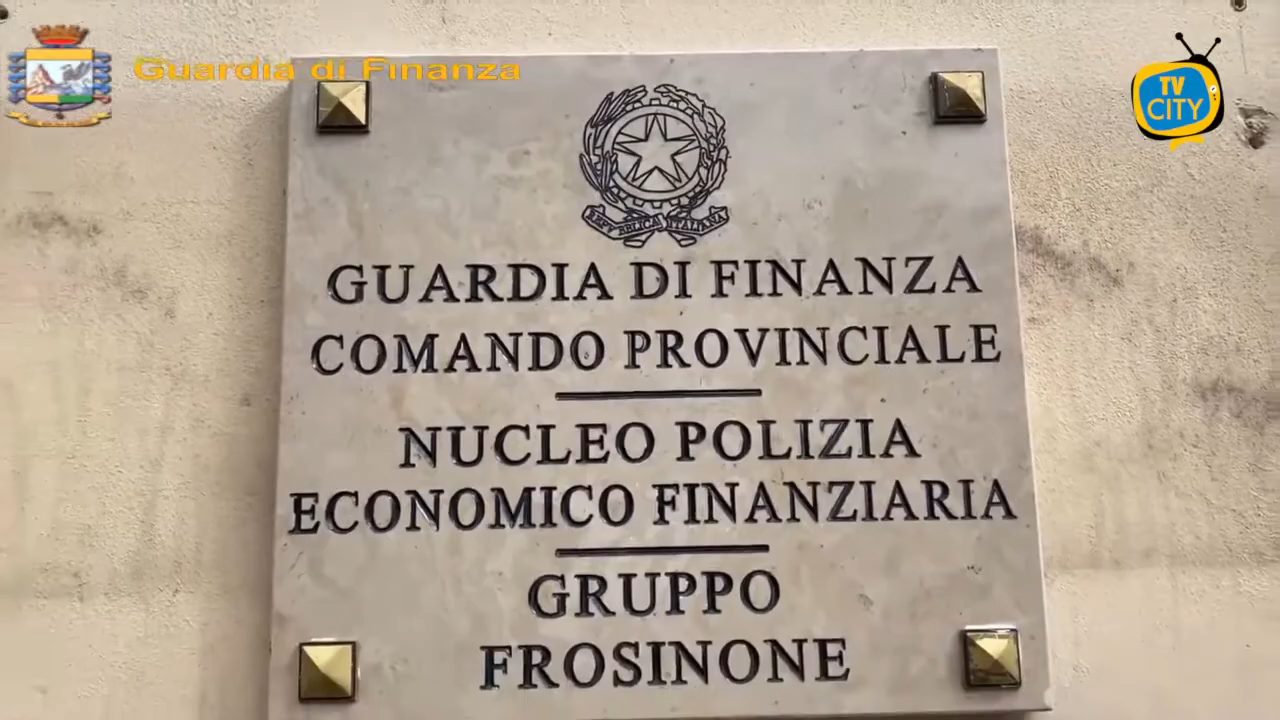 Guardia di Finanza
TV
CITY
REPVBBLICA ITALIANA
GUARDIA DI FINANZA
COMANDO PROVINCIALE
NUCLEO POLIZIA
ECONOMICO FINANZIARIA
GRUPPO
FROSINONE